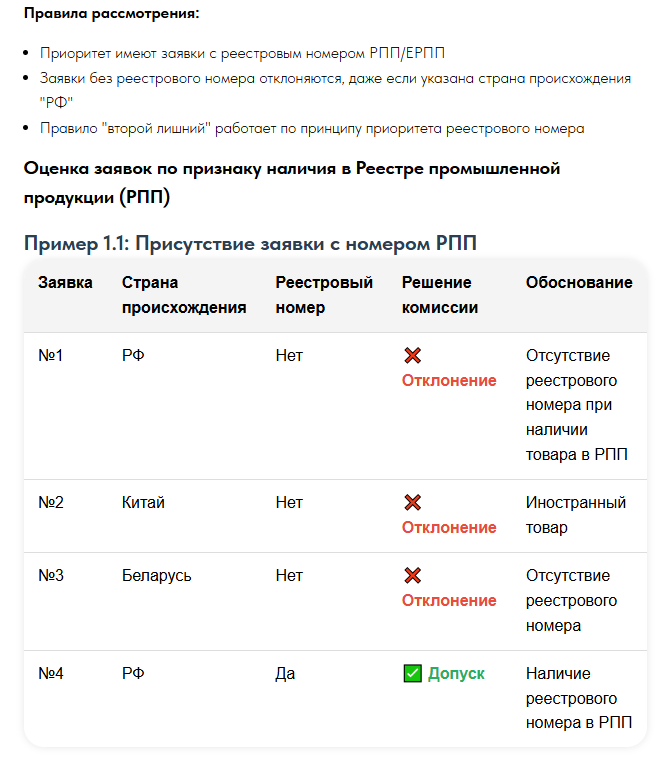 Правила рассмотрения:
Приоритет имеют заявки с реестровым номером РПП/ЕРПП
Заявки без реестрового номера отклоняются, даже если указана страна происхождения
"РФ"
Правило "второй лишний" работает по принципу приоритета реестрового номера
Оценка заявок по признаку наличия в Реестре промышленной
продукции (РПП)
Пример 1.1: Присутствие заявки с номером РПП
Заявка Страна происхождения Реестровый номер Решение комиссии Обоснование
№1 РФ Нет ❌ Отклонение Отсутствие реестрового номера при наличии товара в РПП
№2 Китай Нет ❌ Отклонение Иностранный товар
№3 Беларусь Нет ❌ Отклонение Отсутствие реестрового номера
№4 РФ Да ✅ Допуск Наличие реестрового номера в РПП